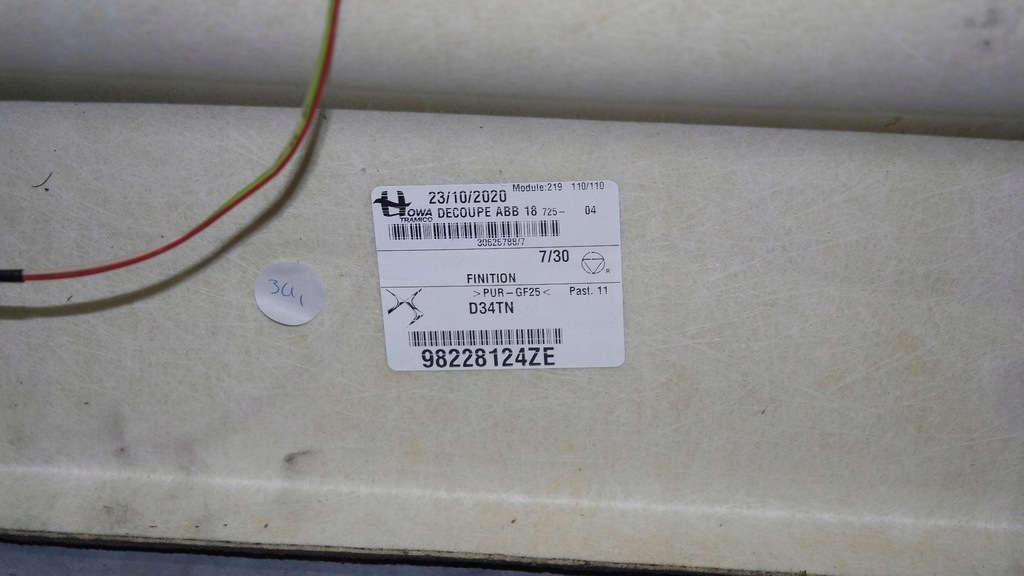 23/10/2020 Module:219 110/110
HOWA TRAMICO
DECOUPE ABB 18 725- 04
30626788/7
7/30
R
FINITION
>PUR-GF25< Past. 11
D34TN
98228124ZE